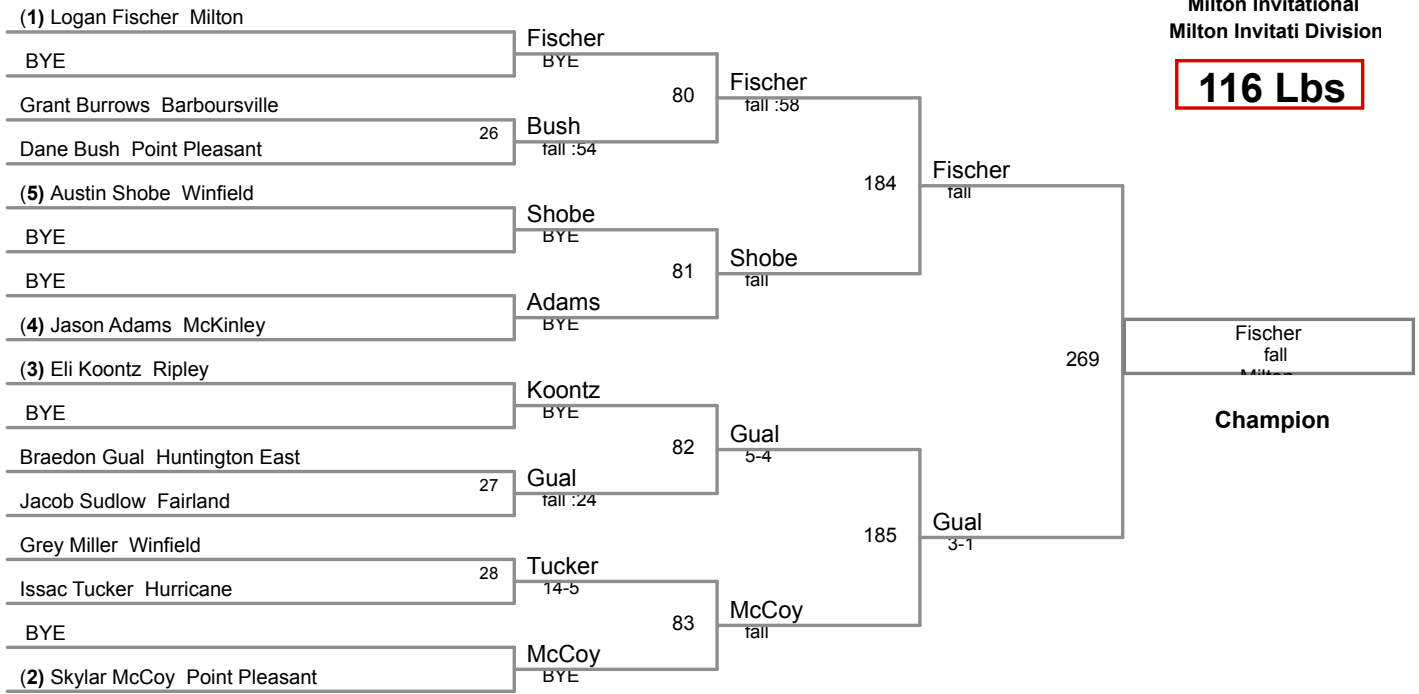 Milton Invitational
Milton Invitati Division
116 Lbs
(1) Logan Fischer Milton
BYE
Grant Burrows Barboursville
26
Dane Bush Point Pleasant
(5) Austin Shobe Winfield
BYE
BYE
(4) Jason Adams McKinley
(3) Eli Koontz Ripley
BYE
Braedon Gual Huntington East
27
Jacob Sudlow Fairland
Grey Miller Winfield
28
Issac Tucker Hurricane
BYE
(2) Skylar McCoy Point Pleasant
Fischer
BYE
80
Bush
fall :54
Shobe
BYE
81
Adams
BYE
Koontz
BYE
82
Gual
fall :24
Tucker
14-5
83
McCoy
BYE
Fischer
fall :58
184
Shobe
fall
Gual
5-4
185
McCoy
fall
Fischer
fall
269
Gual
3-1
Fischer
fall
Milton
Champion